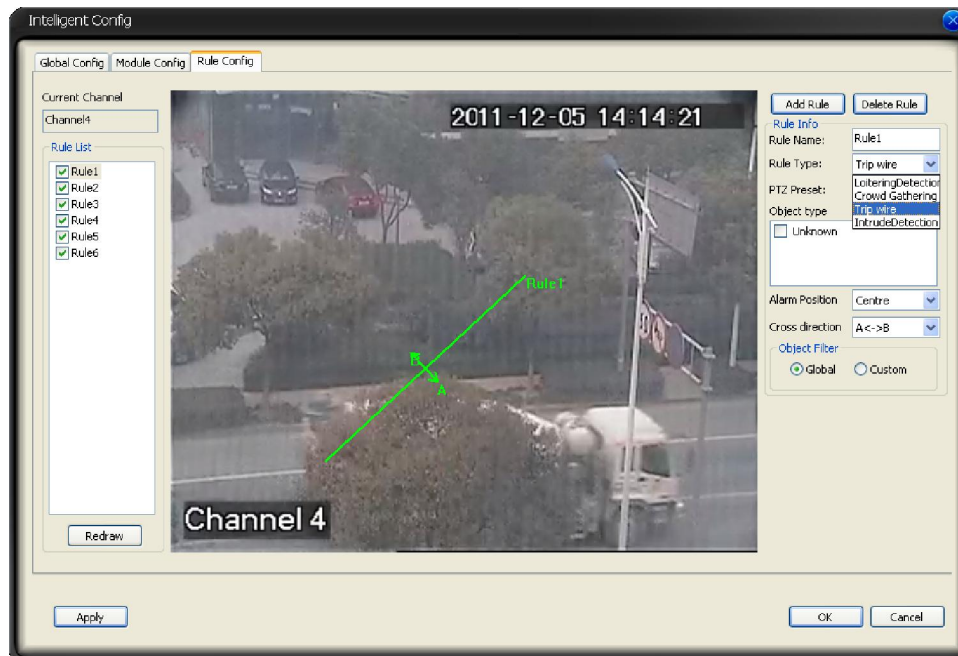 Intelligent Config
Global Config Module Config Rule Config
Current Channel
Channel4
Rule List
Rule1
Rule2
Rule3
Rule4
Rule5
Rule6
Redraw
2011-12-05 14:14:21
Rule1
B
A
Channel 4
Add Rule Delete Rule
Rule Info
Rule Name: Rule1
Rule Type: Trip wire
PTZ Preset:
LoiteringDetection
Crowd Gathering
Trip wire
IntrudeDetection
Object type
Unknown
Alarm Position Centre
Cross direction A<->B
Object Filter
Global Custom
Apply OK Cancel